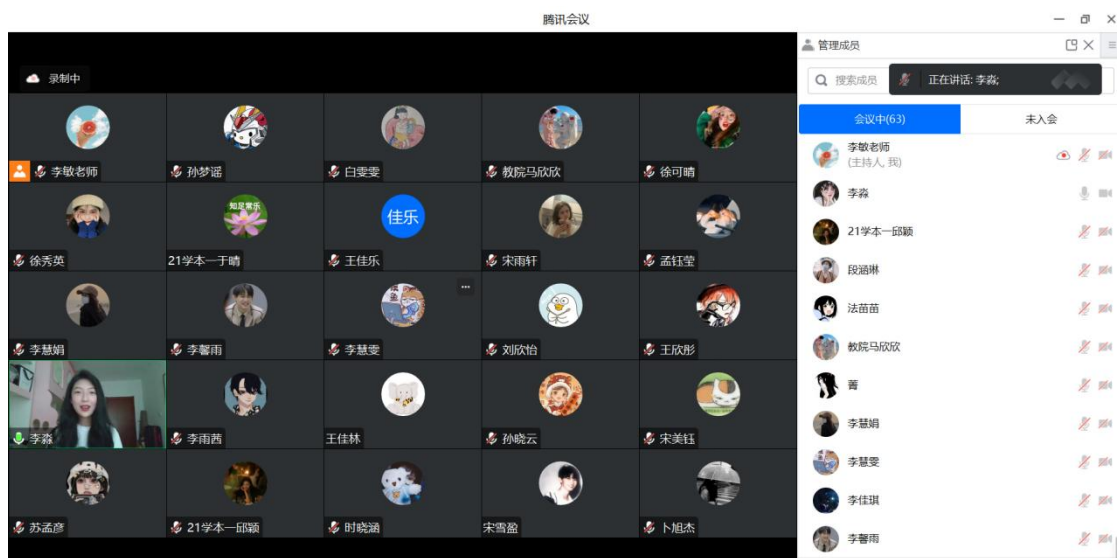 腾讯会议
录制中
李敏老师
孙梦谣
白雯雯
教院马欣欣
徐可晴
徐秀英
知足常乐
21学本一于晴
佳乐
王佳乐
宋雨轩
孟钰莹
李慧娟
李馨雨
李慧雯
刘欣怡
王欣彤
李淼
李雨茜
王佳林
孙晓云
宋美钰
苏孟彦
21学本一邱颖
时晓涵
宋雪盈
卜旭杰
管理成员
搜索成员
正在讲话: 李淼;
会议中(63)
未入会
李敏老师
(主持人, 我)
李淼
21学本一邱颖
段涵琳
法苗苗
教院马欣欣
菁
李慧娟
李慧雯
李佳琪
李馨雨